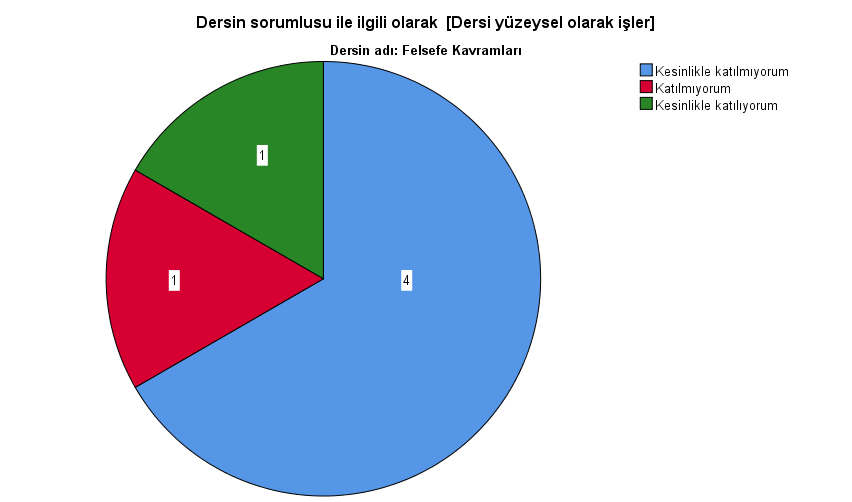 Dersin sorumlusu ile ilgili olarak [Dersi yüzeysel olarak işler]
Dersin adı: Felsefe Kavramları
Kesinlikle katılmıyorum
Katılmıyorum
Kesinlikle katılıyorum
1
1
4